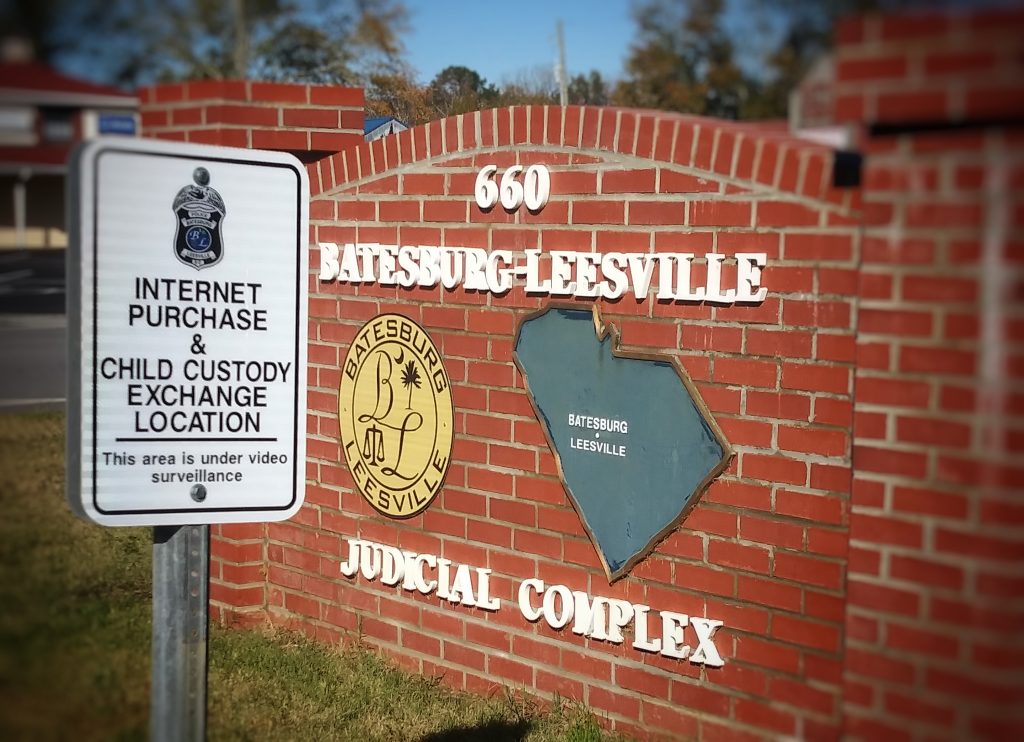 INTERNET
PURCHASE
&
CHILD CUSTODY
EXCHANGE
LOCATION
This area is under video
surveillance
660
BATESBURG-LEESVILLE
BATESBURG
BL
LEESVILLE
BATESBURG
LEESVILLE
JUDICIAL COMPLEX